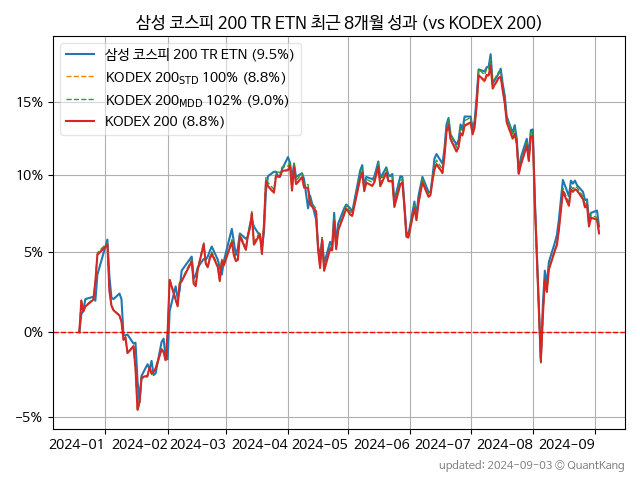 삼성 코스피 200 TR ETN 최근 8개월 성과 (vs KODEX 200)
삼성 코스피 200 TR ETN (9.5%)
KODEX 200STD 100% (8.8%)
KODEX 200MDD 102% (9.0%)
KODEX 200 (8.8%)
15%
10%
5%
0%
−5%
2024−01 2024−02 2024−03 2024−04 2024−05 2024−06 2024−07 2024−08 2024−09
updated: 2024-09-03 © QuantKang